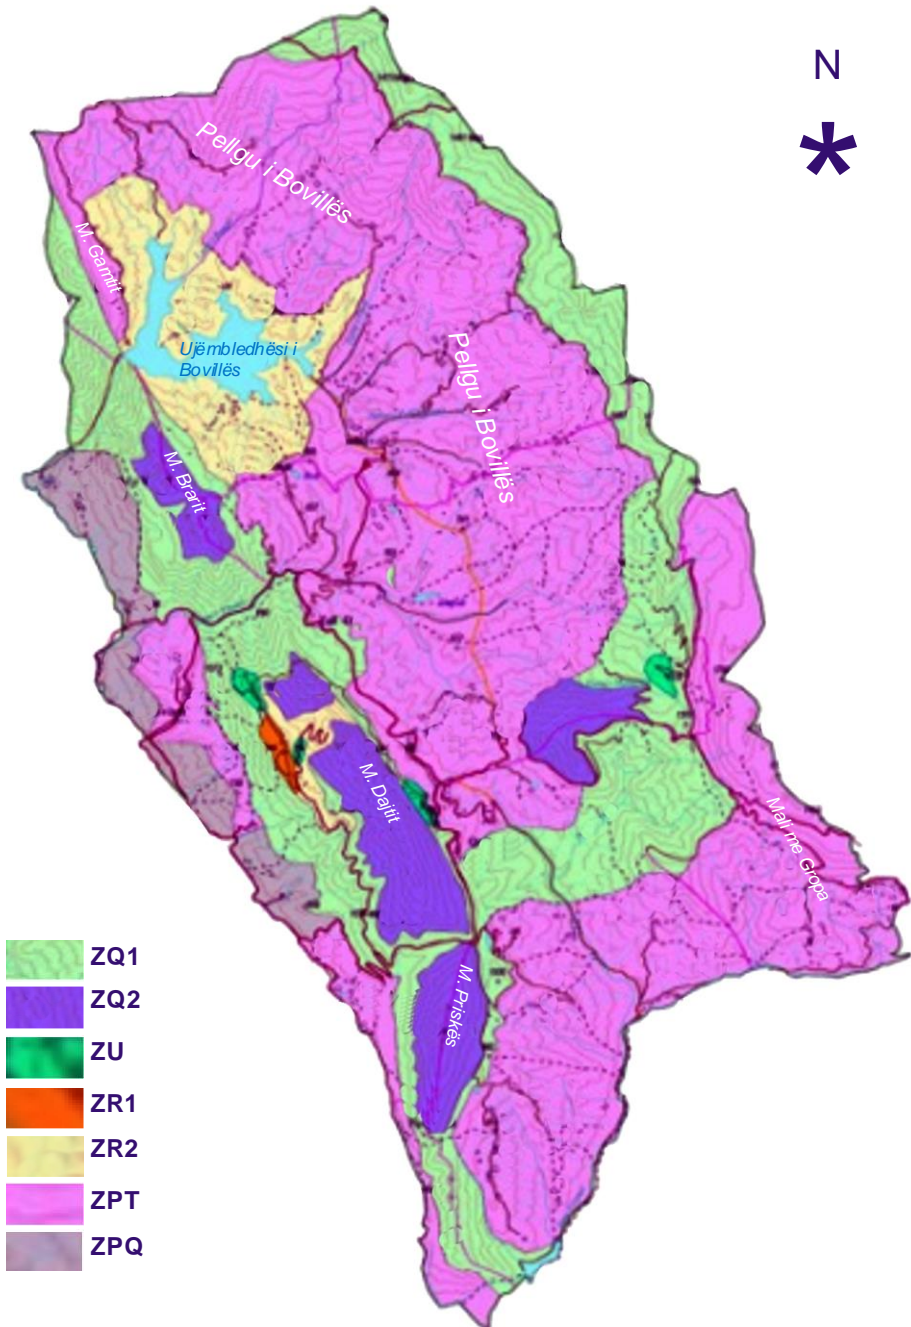 N
*
Pellgu i Bovillës
M. Gamtit
Ujëmbledhësi i
Bovillës
Pellgu i Bovillës
M. Brarit
M. Dajtit
Mali me Gropa
M. Priskës
ZQ1
ZQ2
ZU
ZR1
ZR2
ZPT
ZPQ